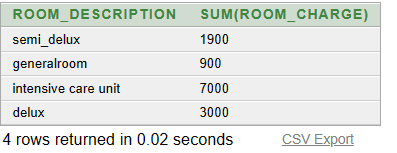 ROOM_DESCRIPTION SUM(ROOM_CHARGE)
semi_delux 1900
generalroom 900
intensive care unit 7000
delux 3000
4 rows returned in 0.02 seconds CSV Export